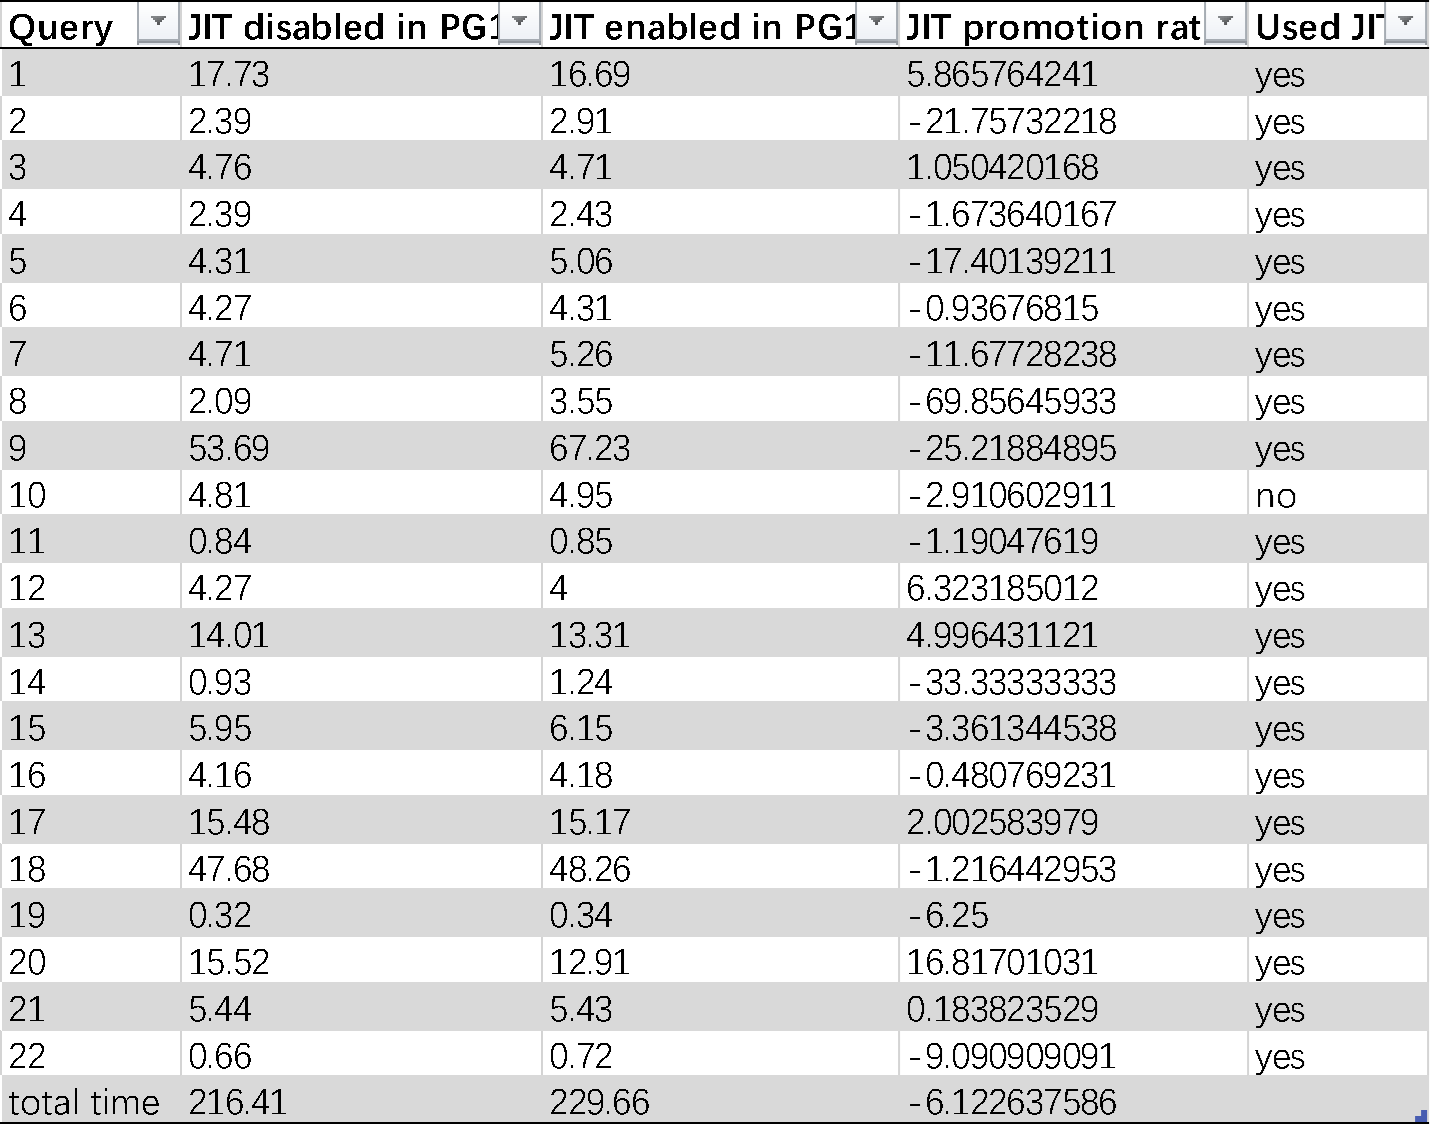 Query JIT disabled in PG1 JIT enabled in PG1 JIT promotion rat Used JIT
1 17.73 16.69 5.865764241 yes
2 2.39 2.91 -21.75732218 yes
3 4.76 4.71 1.050420168 yes
4 2.39 2.43 -1.673640167 yes
5 4.31 5.06 -17.40139211 yes
6 4.27 4.31 -0.93676815 yes
7 4.71 5.26 -11.67728238 yes
8 2.09 3.55 -69.85645933 yes
9 53.69 67.23 -25.21884895 yes
10 4.81 4.95 -2.910602911 no
11 0.84 0.85 -1.19047619 yes
12 4.27 4 6.323185012 yes
13 14.01 13.31 4.996431121 yes
14 0.93 1.24 -33.33333333 yes
15 5.95 6.15 -3.361344538 yes
16 4.16 4.18 -0.480769231 yes
17 15.48 15.17 2.002583979 yes
18 47.68 48.26 -1.216442953 yes
19 0.32 0.34 -6.25 yes
20 15.52 12.91 16.81701031 yes
21 5.44 5.43 0.183823529 yes
22 0.66 0.72 -9.090909091 yes
total time 216.41 229.66 -6.122637586